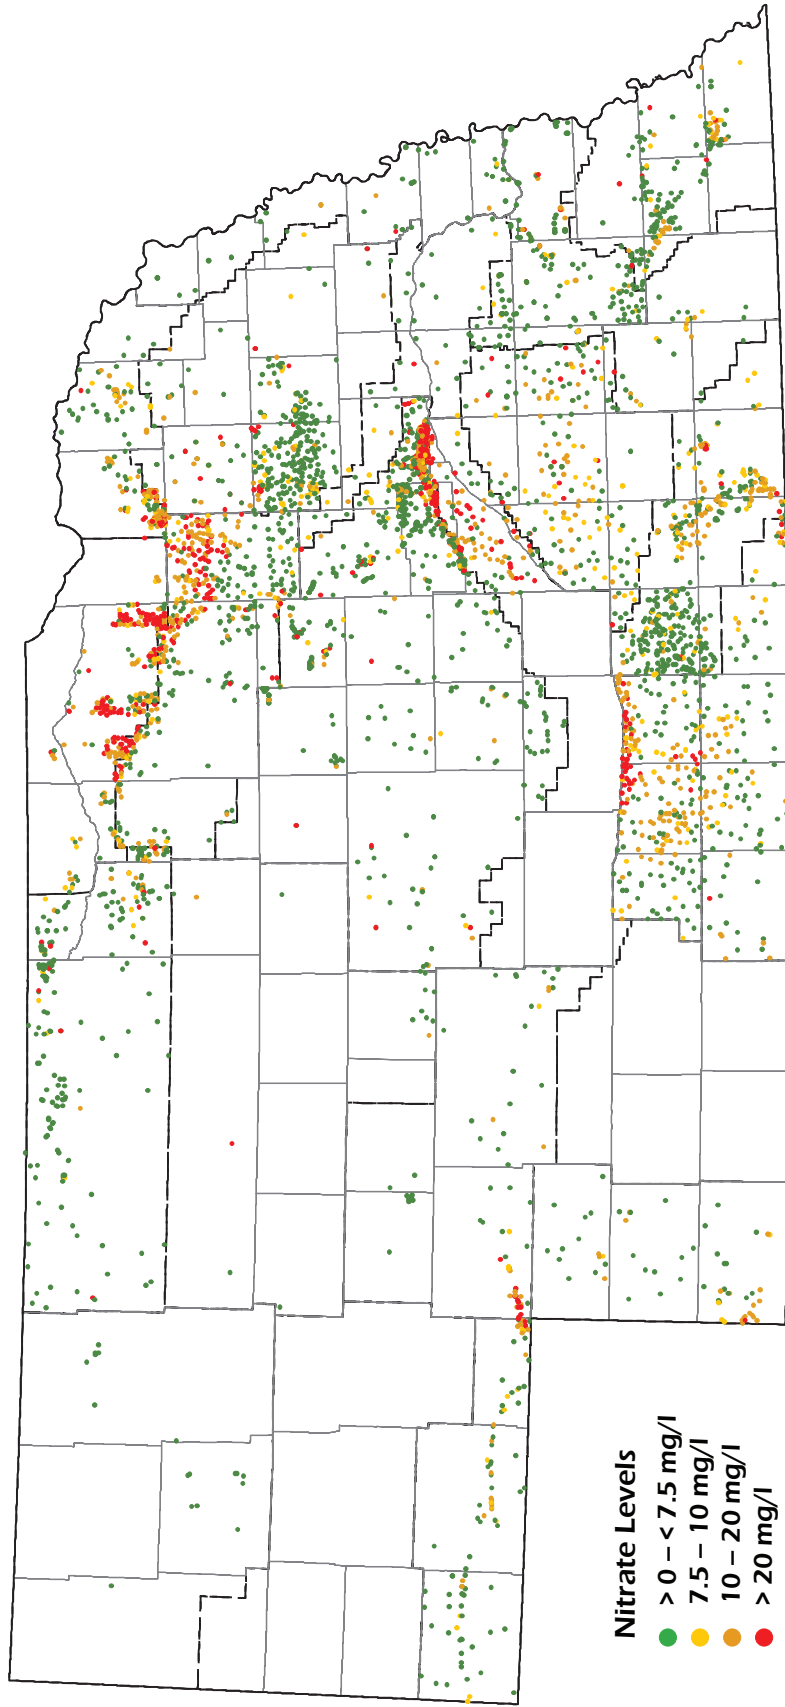 Nitrate Levels
> 0 – < 7.5 mg/l
7.5 – 10 mg/l
10 – 20 mg/l
> 20 mg/l